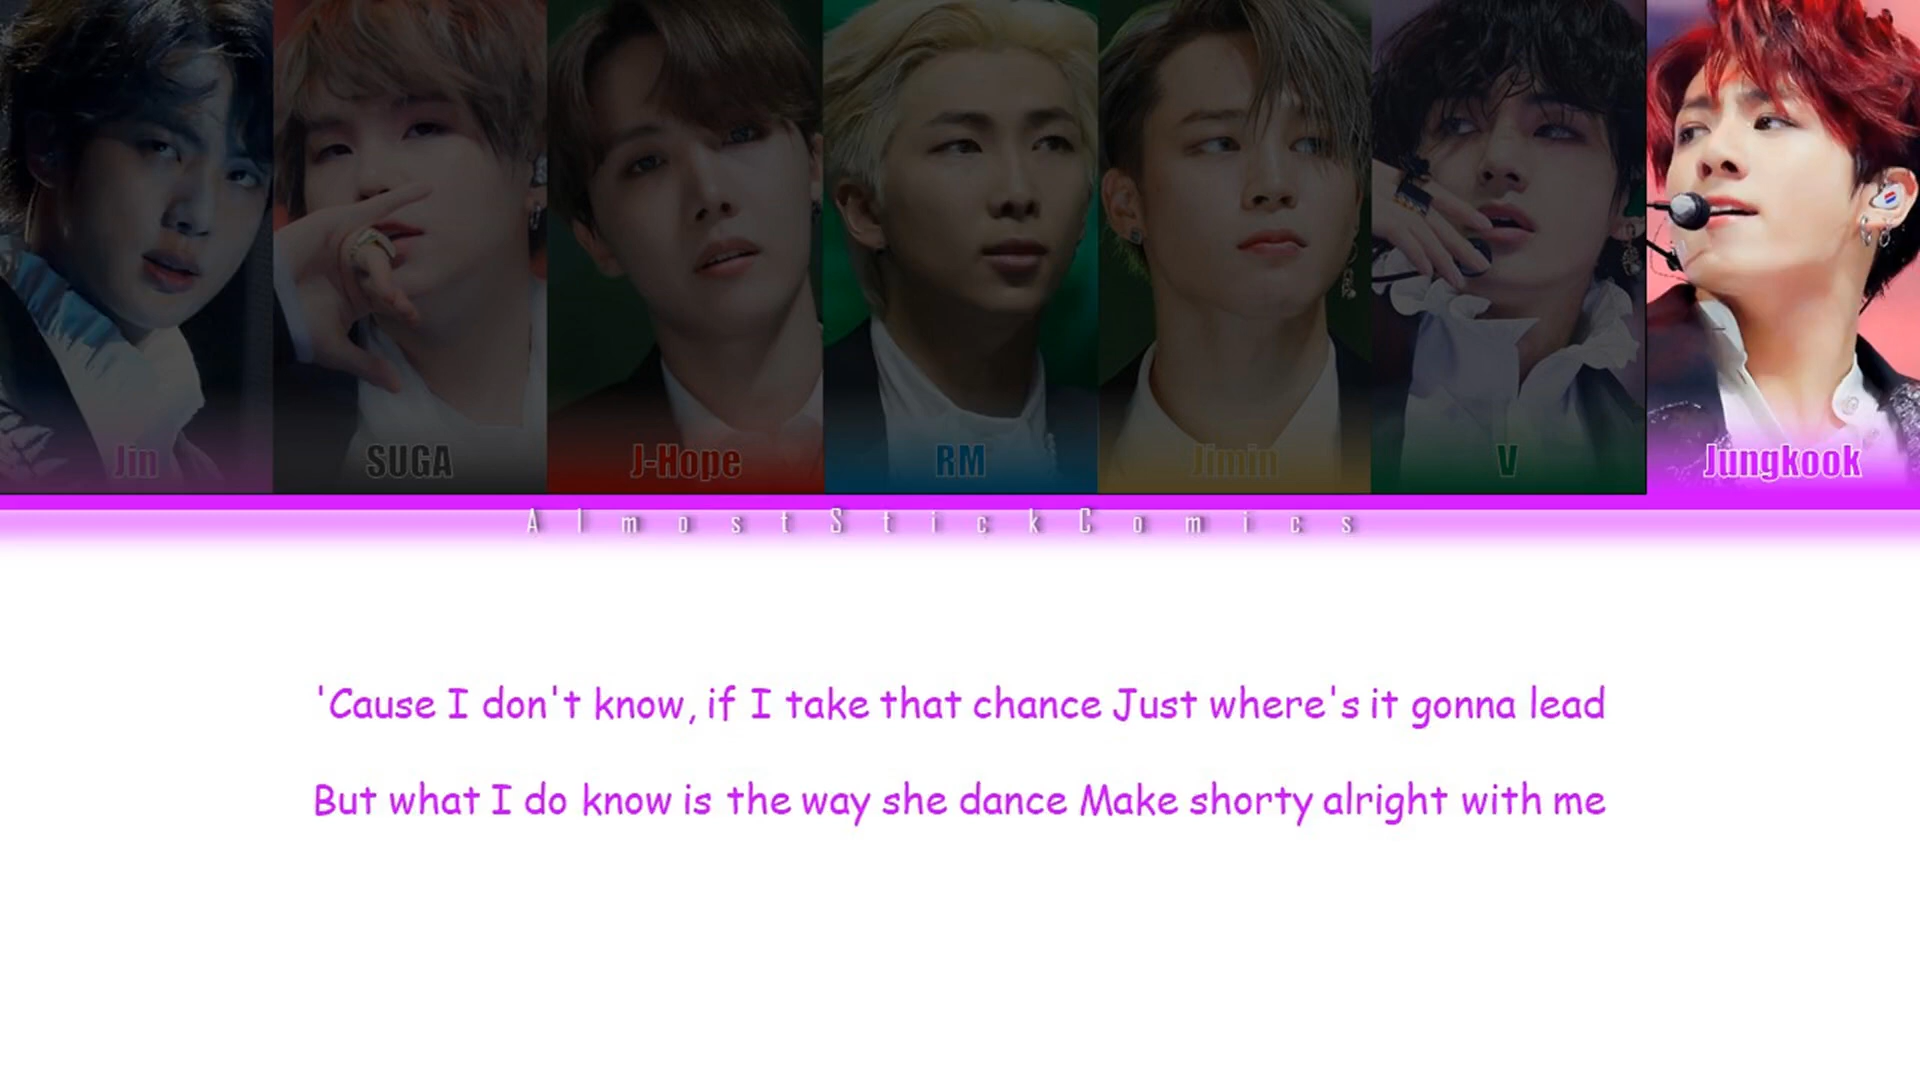 Jin SUGA J-Hope RM Jimin V Jungkook
AlmostStickComics
'Cause I don't know, if I take that chance Just where's it gonna lead
But what I do know is the way she dance Make shorty alright with me